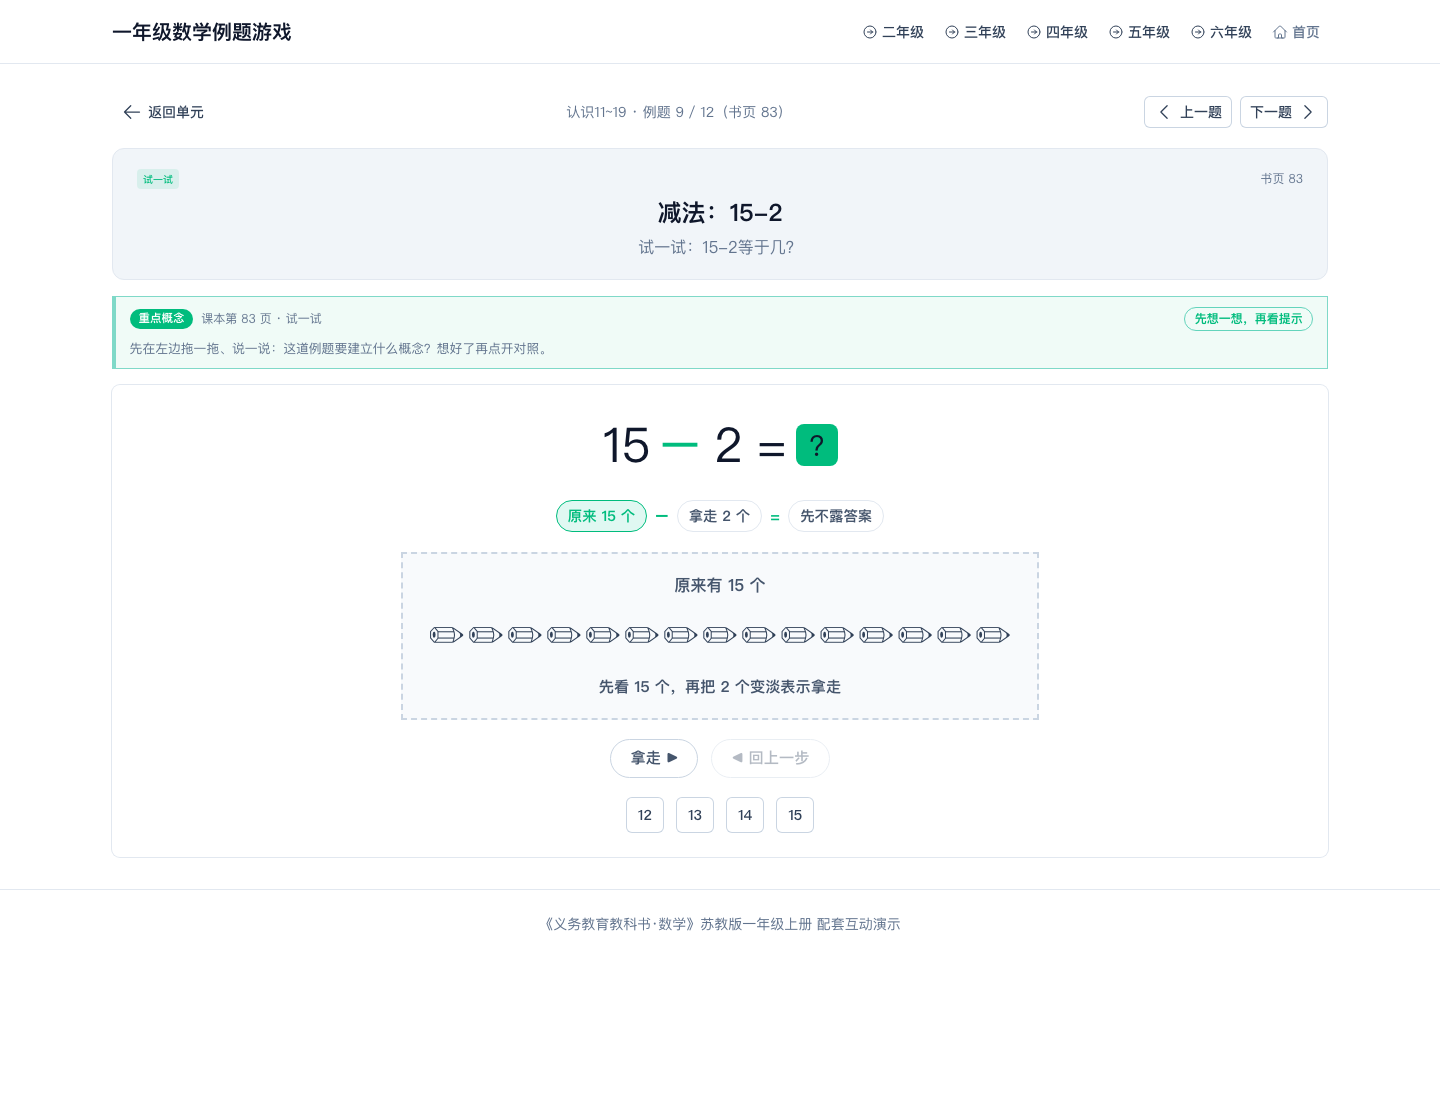 一年级数学例题游戏
二年级 三年级 四年级 五年级 六年级 首页
返回单元
认识11~19 · 例题 9 / 12（书页 83）
上一题 下一题
试一试
书页 83
减法：15−2
试一试：15−2等于几？
重点概念 课本第 83 页 · 试一试
先想一想，再看提示
先在左边拖一拖、说一说：这道例题要建立什么概念？想好了再点开对照。
15 − 2 = ?
原来 15 个 − 拿走 2 个 = 先不露答案
原来有 15 个
先看 15 个，再把 2 个变淡表示拿走
拿走 ▶ ◀ 回上一步
12 13 14 15
《义务教育教科书·数学》苏教版一年级上册 配套互动演示